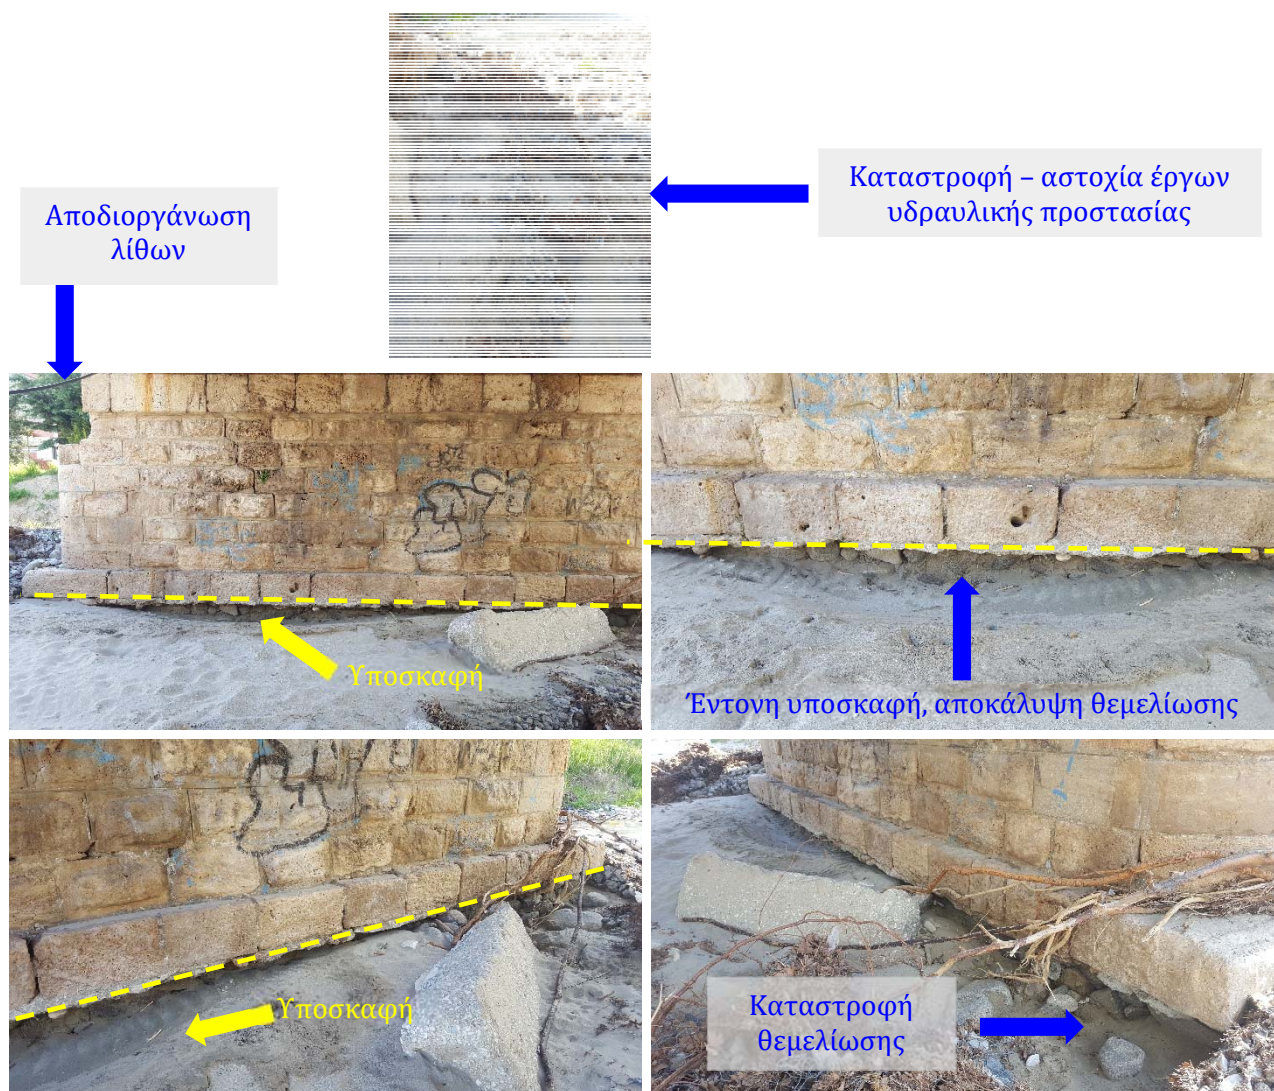 Καταστροφή – αστοχία έργων
υδραυλικής προστασίας
Αποδιοργάνωση
λίθων
Υποσκαφή
Έντονη υποσκαφή, αποκάλυψη θεμελίωσης
Υποσκαφή
Καταστροφή
θεμελίωσης